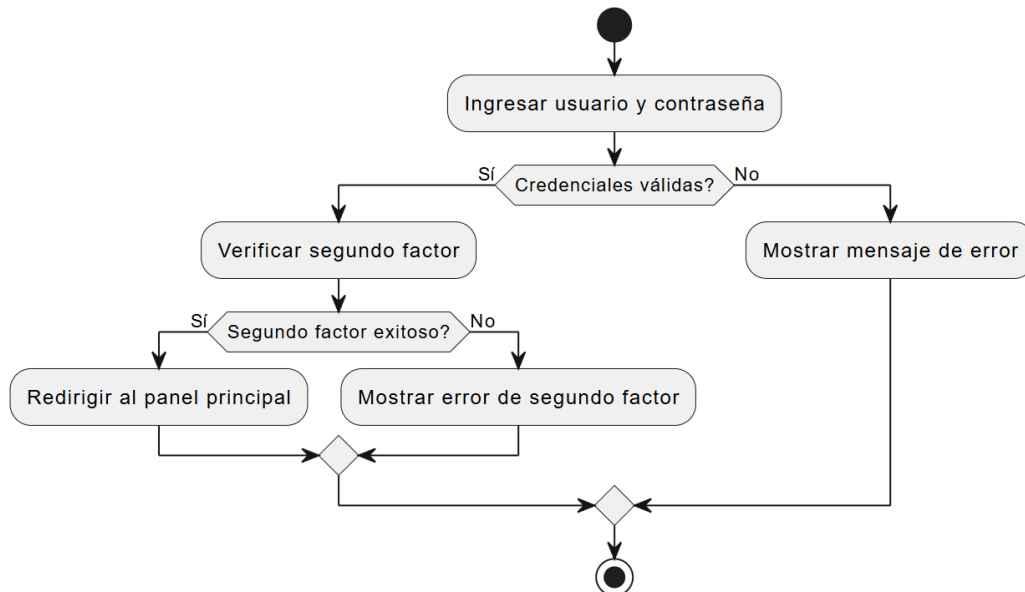 Ingresar usuario y contraseña
Sí
Credenciales válidas?
No
Verificar segundo factor
Mostrar mensaje de error
Sí
Segundo factor exitoso?
No
Redirigir al panel principal
Mostrar error de segundo factor